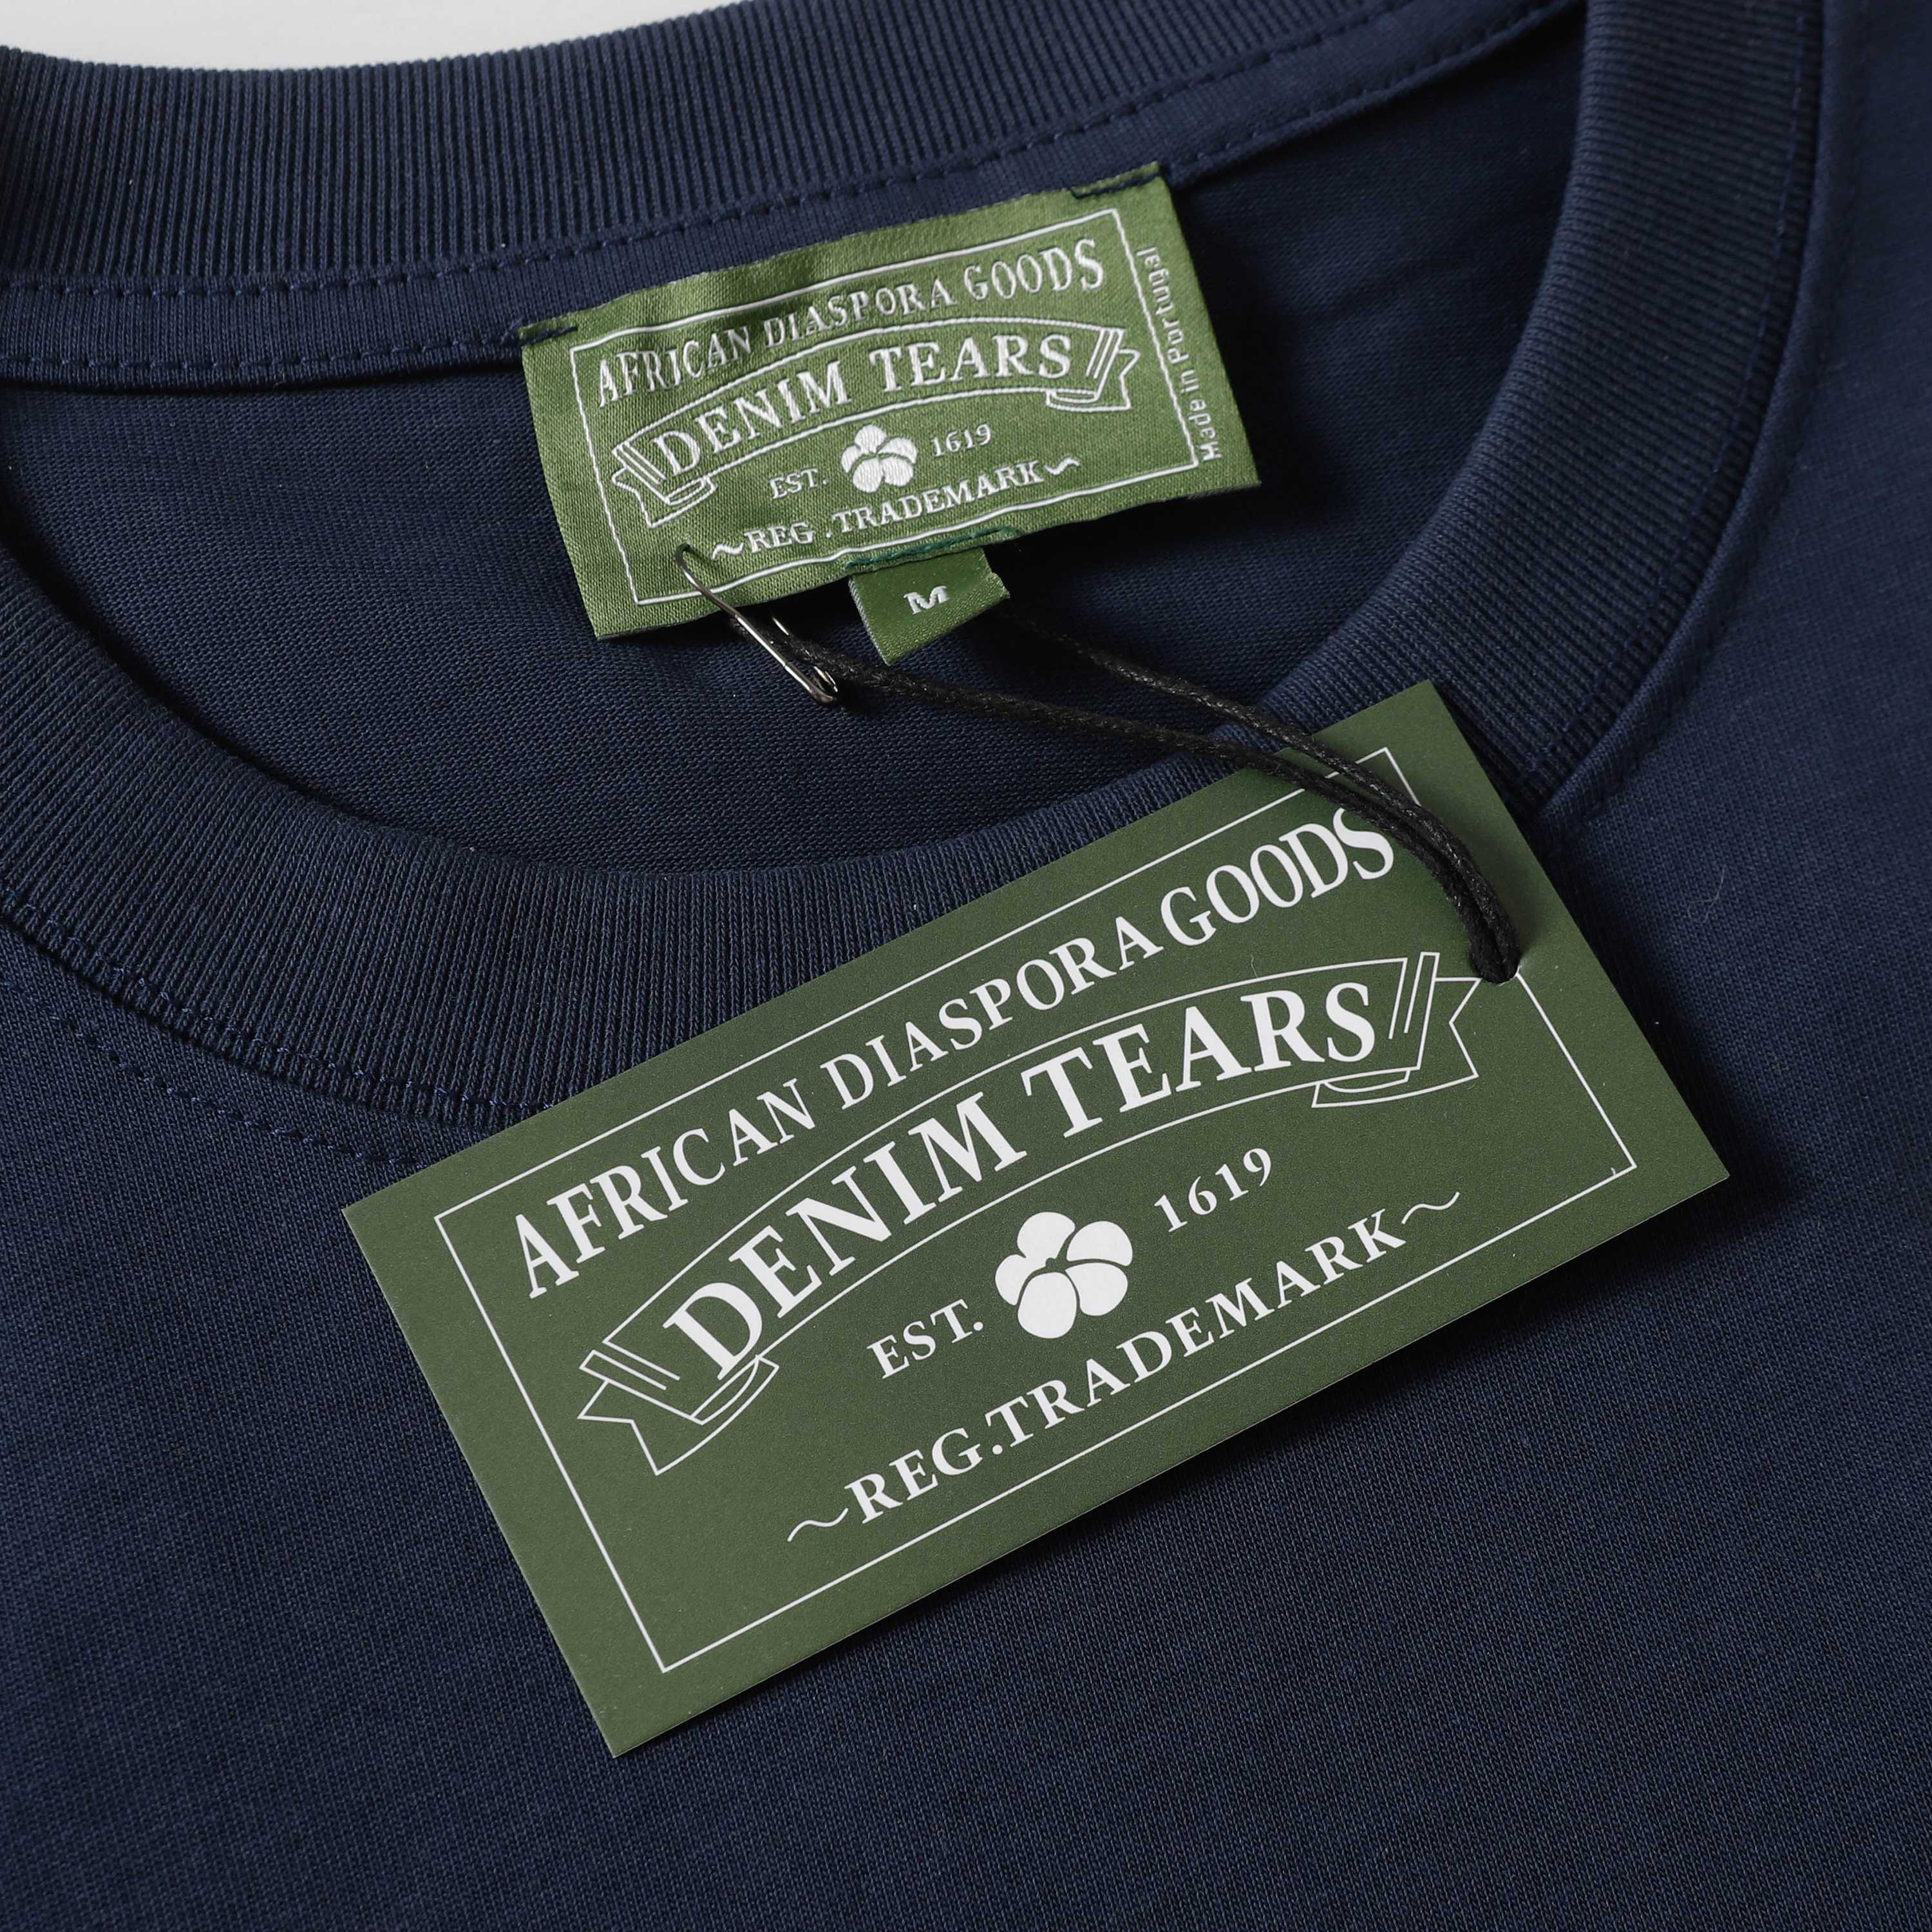 AFRICAN DIASPORA GOODS
DENIM TEARS
EST. 1619
~REG. TRADEMARK~
Made in Portugal
M
AFRICAN DIASPORA GOODS
DENIM TEARS
EST. 1619
~REG.TRADEMARK~